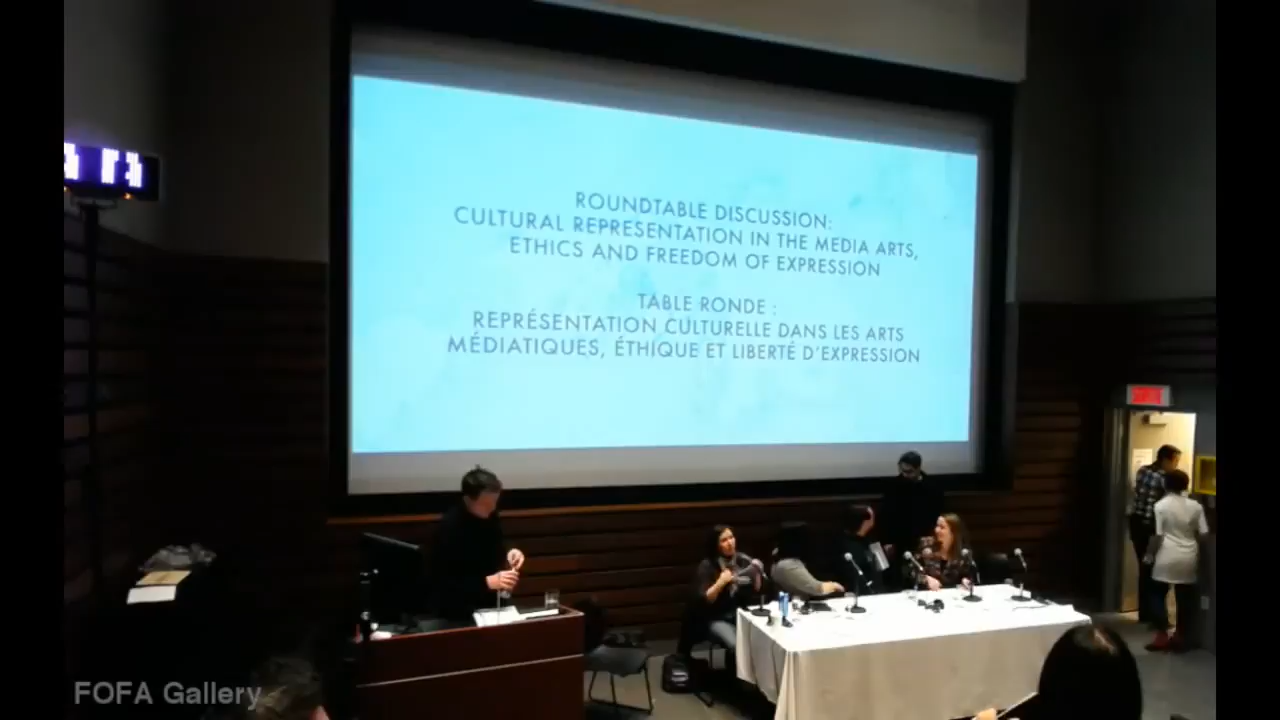 ROUNDTABLE DISCUSSION:
CULTURAL REPRESENTATION IN THE MEDIA ARTS,
ETHICS AND FREEDOM OF EXPRESSION
TABLE RONDE :
REPRÉSENTATION CULTURELLE DANS LES ARTS
MÉDIATIQUES, ÉTHIQUE ET LIBERTÉ D'EXPRESSION
FOFA Gallery